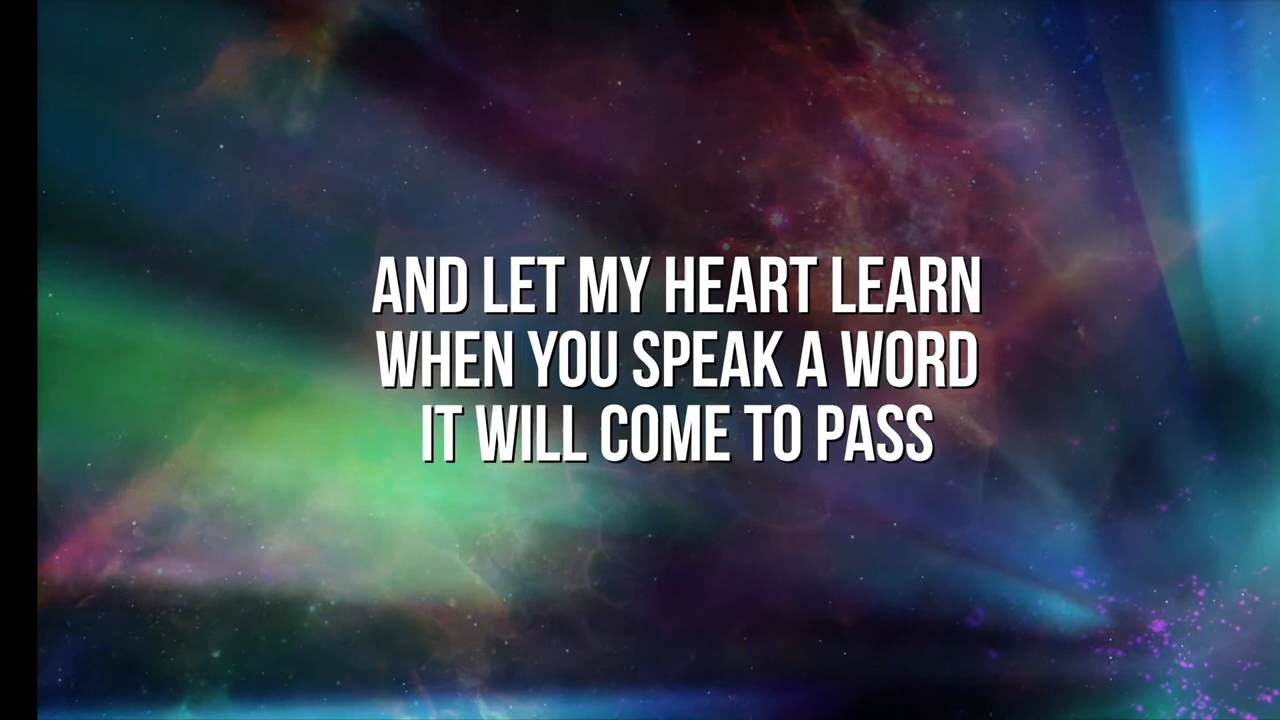 AND LET MY HEART LEARN
WHEN YOU SPEAK A WORD
IT WILL COME TO PASS